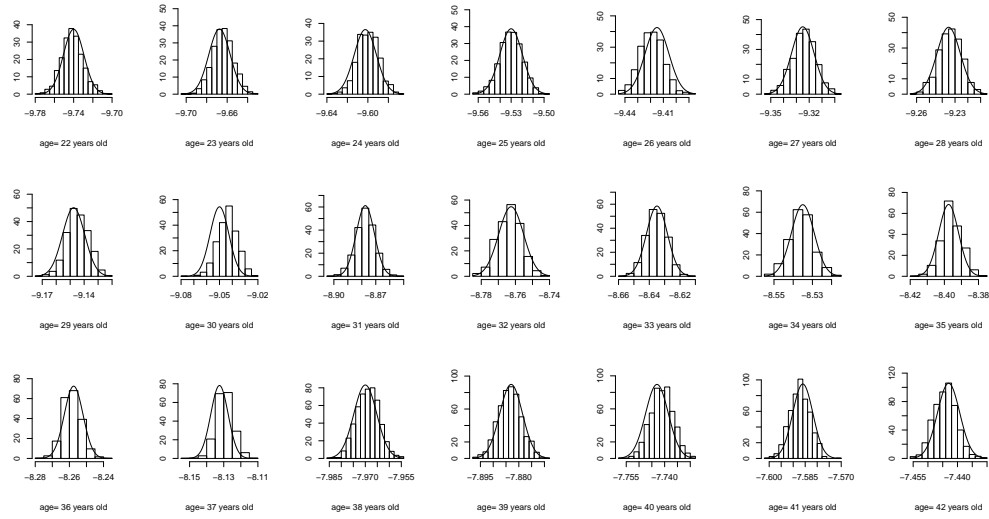 0 10 20 30 40
−9.78 −9.74 −9.70
age= 22 years old
0 10 20 30 40 50
−9.70 −9.66
age= 23 years old
0 10 20 30 40
−9.64 −9.60
age= 24 years old
0 10 20 30 40 50
−9.56 −9.53 −9.50
age= 25 years old
0 10 20 30 40 50
−9.44 −9.41
age= 26 years old
0 10 20 30 40 50
−9.35 −9.32
age= 27 years old
0 10 20 30 40 50
−9.26 −9.23
age= 28 years old
0 20 40 60
−9.17 −9.14
age= 29 years old
0 20 40 60
−9.08 −9.05 −9.02
age= 30 years old
0 20 40 60
−8.90 −8.87
age= 31 years old
0 20 40 60
−8.78 −8.76 −8.74
age= 32 years old
0 20 40 60
−8.66 −8.64 −8.62
age= 33 years old
0 20 40 60 80
−8.55 −8.53
age= 34 years old
0 20 40 60 80
−8.42 −8.40 −8.38
age= 35 years old
0 20 40 60 80
−8.28 −8.26 −8.24
age= 36 years old
0 20 40 60 80
−8.15 −8.13 −8.11
age= 37 years old
0 20 40 60 80
−7.985 −7.970 −7.955
age= 38 years old
0 20 60 100
−7.895 −7.880
age= 39 years old
0 20 60 100
−7.755 −7.740
age= 40 years old
0 20 60 100
−7.600 −7.585 −7.570
age= 41 years old
0 40 80 120
−7.455 −7.440
age= 42 years old